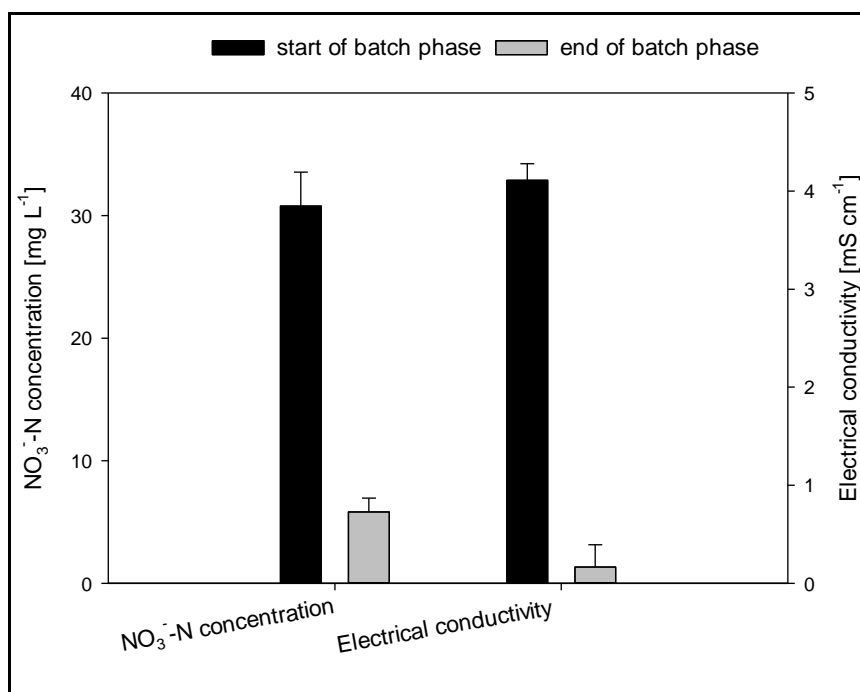 start of batch phase end of batch phase
NO₃⁻-N concentration [mg L⁻¹]
40
30
20
10
0
5
4
3
2
1
0
Electrical conductivity [mS cm⁻¹]
NO₃⁻-N concentration
Electrical conductivity